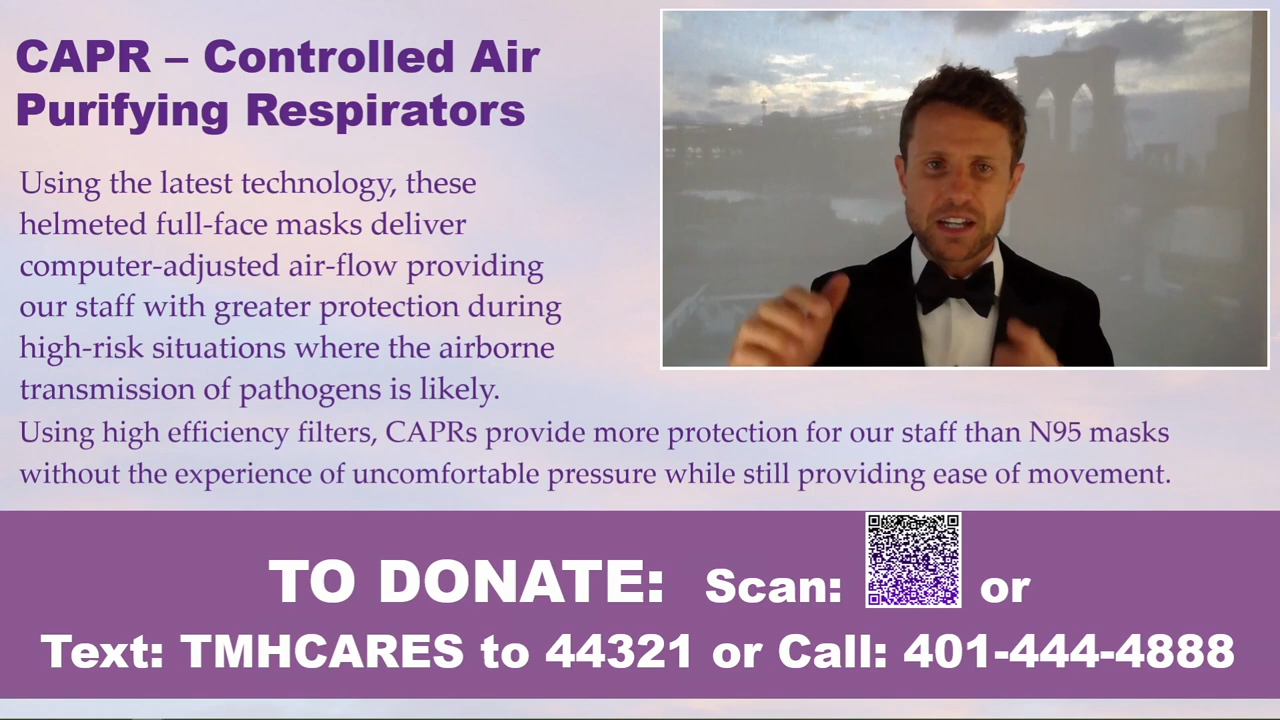 CAPR – Controlled Air
Purifying Respirators
Using the latest technology, these
helmeted full-face masks deliver
computer-adjusted air-flow providing
our staff with greater protection during
high-risk situations where the airborne
transmission of pathogens is likely.
Using high efficiency filters, CAPRs provide more protection for our staff than N95 masks
without the experience of uncomfortable pressure while still providing ease of movement.
TO DONATE: Scan: or
Text: TMHCARES to 44321 or Call: 401-444-4888